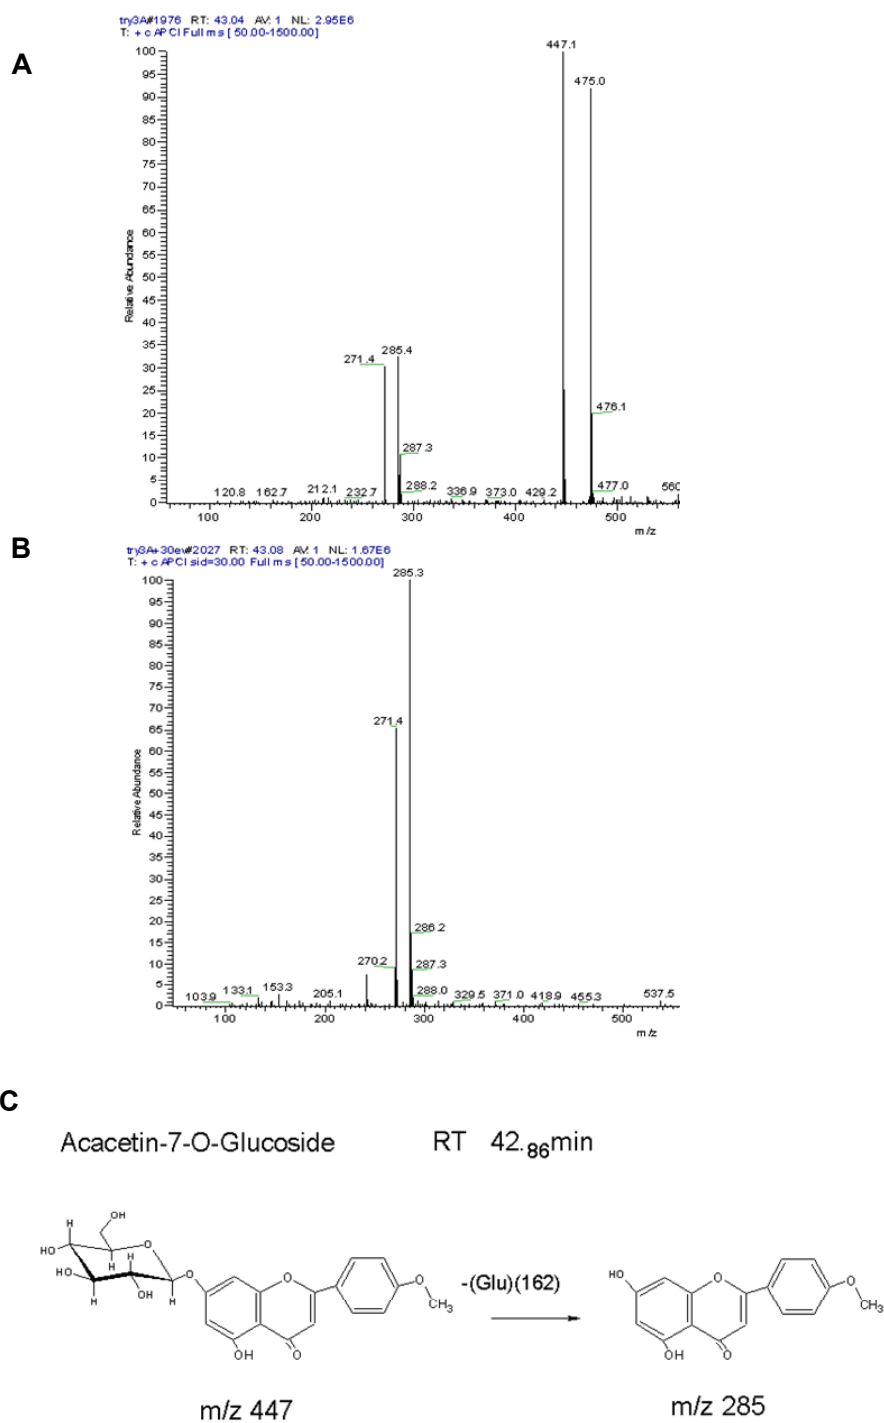 A
try3A#1976 RT: 43.04 AV: 1 NL: 2.95E6
T: + c APCI Full ms [ 50.00-1500.00]
Relative Abundance
100
95
90
85
80
75
70
65
60
55
50
45
40
35
30
25
20
15
10
5
0
447.1
475.0
271.4
285.4
476.1
287.3
120.8
162.7
212.1
232.7
288.2
336.9
373.0
429.2
477.0
560
100
200
300
400
500
m/z
B
try3A+30ev#2027 RT: 43.08 AV: 1 NL: 1.67E6
T: + c APCI sid=30.00 Full ms [ 50.00-1500.00]
Relative Abundance
100
95
90
85
80
75
70
65
60
55
50
45
40
35
30
25
20
15
10
5
0
285.3
271.4
286.2
270.2
287.3
103.9
133.1
153.3
205.1
288.0
329.5
371.0
418.9
455.3
537.5
100
200
300
400
500
m/z
C
Acacetin-7-O-Glucoside RT 42.86min
OH
H
O
HO
H
H
HO
O
H
OH
H
O
O
CH3
OH
O
-(Glu)(162)
HO
O
O
CH3
OH
O
m/z 447
m/z 285